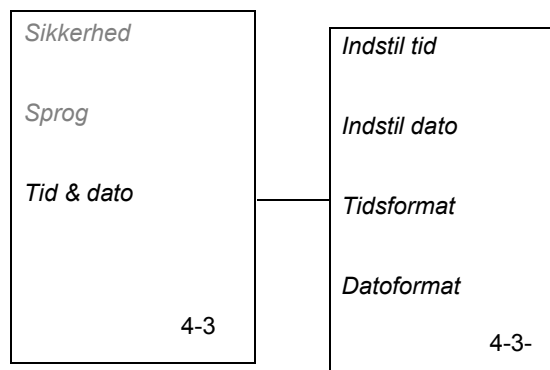 Sikkerhed
Sprog
Tid & dato
4-3
Indstil tid
Indstil dato
Tidsformat
Datoformat
4-3-